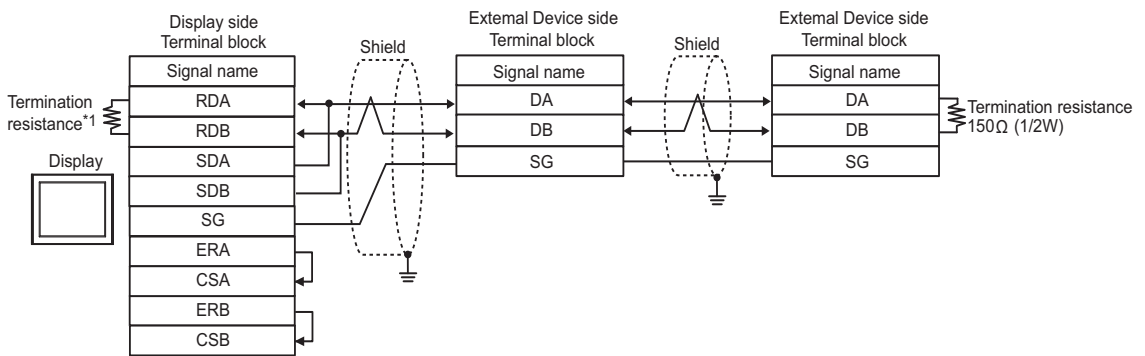 Display side
Terminal block
Signal name
RDA
RDB
SDA
SDB
SG
ERA
CSA
ERB
CSB
Termination
resistance*1
Display
Shield
External Device side
Terminal block
Signal name
DA
DB
SG
Shield
External Device side
Terminal block
Signal name
DA
DB
SG
Termination resistance
150Ω (1/2W)